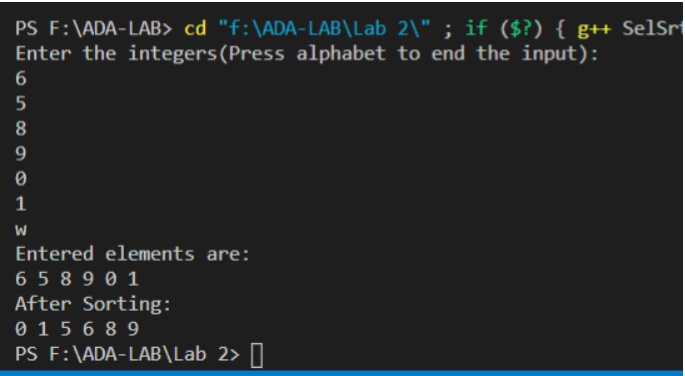 PS F:\ADA-LAB> cd "f:\ADA-LAB\Lab 2\" ; if ($?) { g++ SelSrt
Enter the integers(Press alphabet to end the input):
6
5
8
9
0
1
w
Entered elements are:
6 5 8 9 0 1
After Sorting:
0 1 5 6 8 9
PS F:\ADA-LAB\Lab 2>